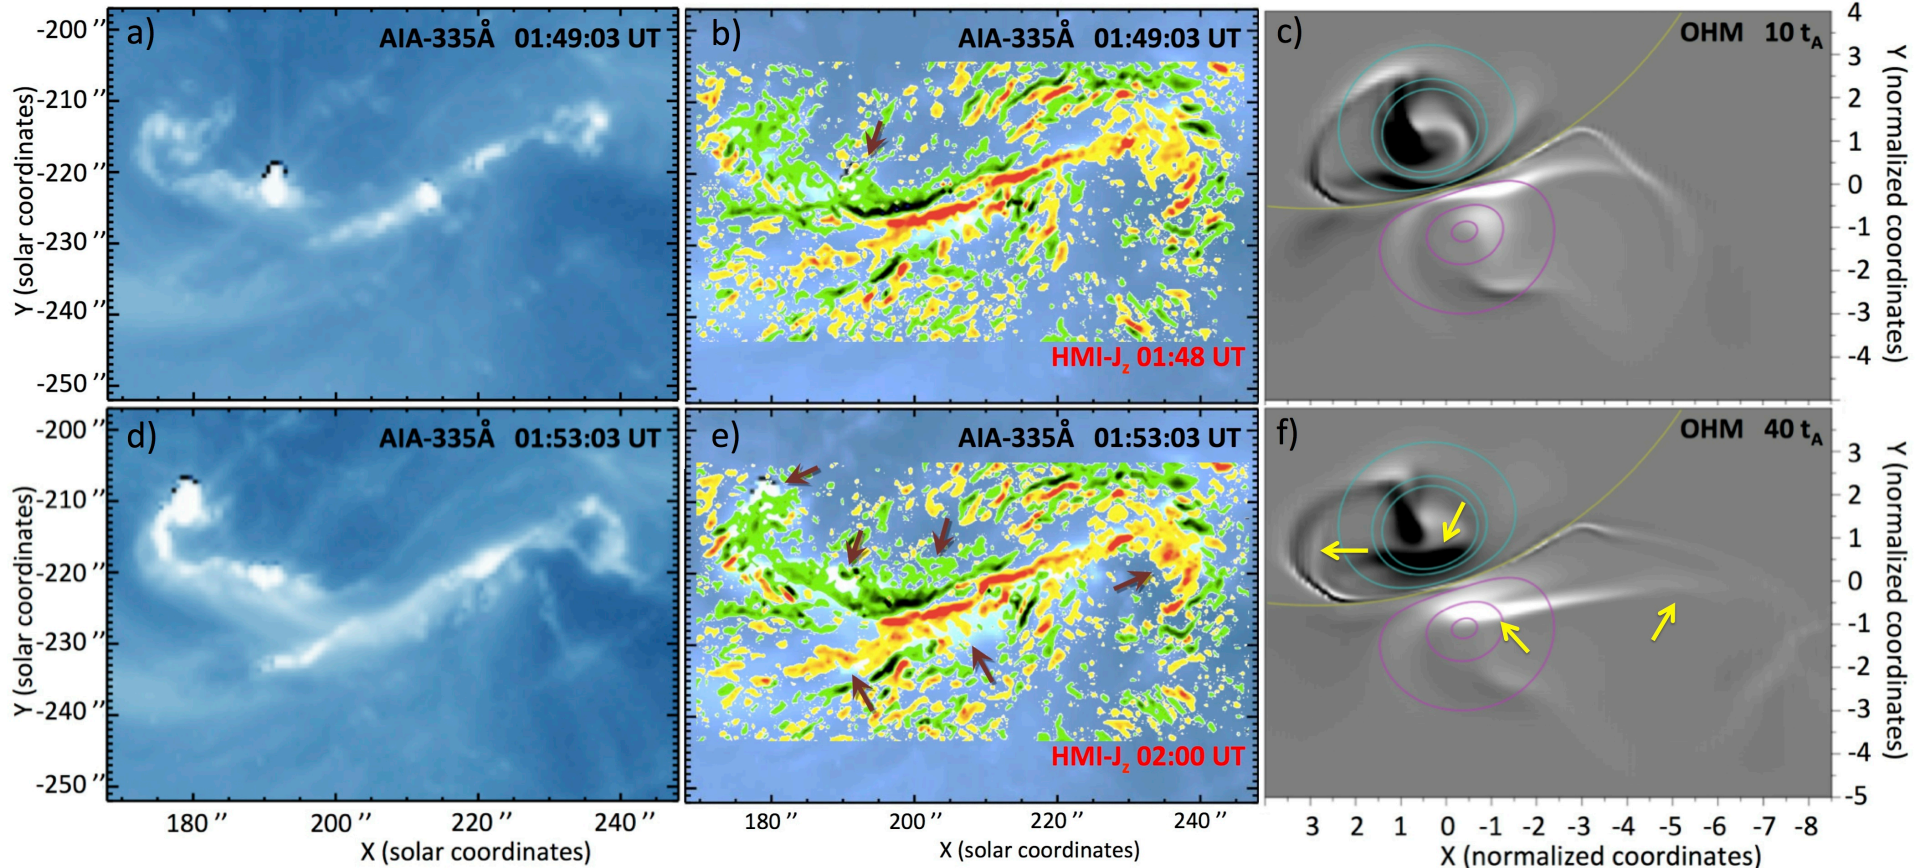 a) AIA-335Å 01:49:03 UT
-200 ’’
-210 ’’
-220 ’’
-230 ’’
-240 ’’
-250 ’’
Y (solar coordinates)
b) AIA-335Å 01:49:03 UT
HMI-Jz 01:48 UT
c) OHM 10 tA
4
3
2
1
0
-1
-2
-3
-4
Y (normalized coordinates)
d) AIA-335Å 01:53:03 UT
-200 ’’
-210 ’’
-220 ’’
-230 ’’
-240 ’’
-250 ’’
Y (solar coordinates)
180 ’’ 200 ’’ 220 ’’ 240 ’’
X (solar coordinates)
e) AIA-335Å 01:53:03 UT
HMI-Jz 02:00 UT
180 ’’ 200 ’’ 220 ’’ 240 ’’
X (solar coordinates)
f) OHM 40 tA
3
2
1
0
-1
-2
-3
-4
-5
Y (normalized coordinates)
3 2 1 0 -1 -2 -3 -4 -5 -6 -7 -8
X (normalized coordinates)